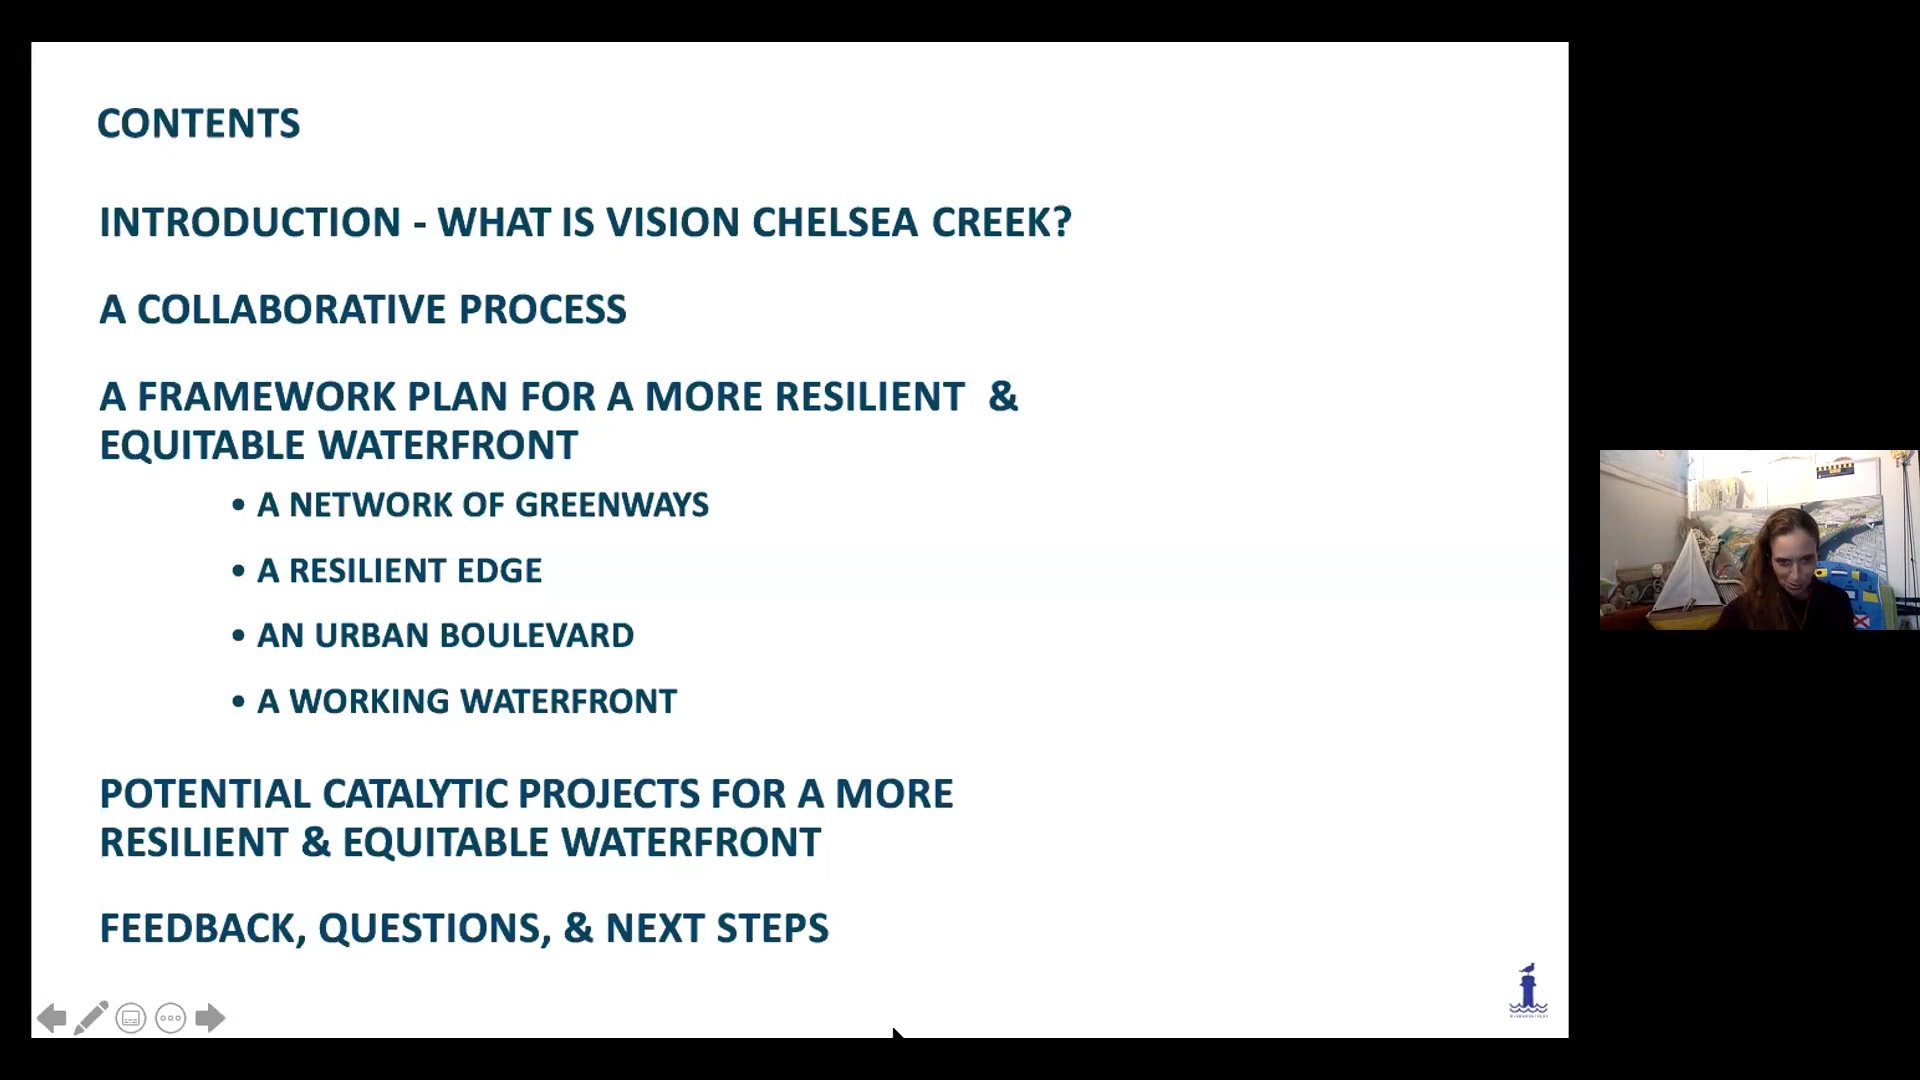 CONTENTS
INTRODUCTION - WHAT IS VISION CHELSEA CREEK?
A COLLABORATIVE PROCESS
A FRAMEWORK PLAN FOR A MORE RESILIENT &
EQUITABLE WATERFRONT
• A NETWORK OF GREENWAYS
• A RESILIENT EDGE
• AN URBAN BOULEVARD
• A WORKING WATERFRONT
POTENTIAL CATALYTIC PROJECTS FOR A MORE
RESILIENT & EQUITABLE WATERFRONT
FEEDBACK, QUESTIONS, & NEXT STEPS